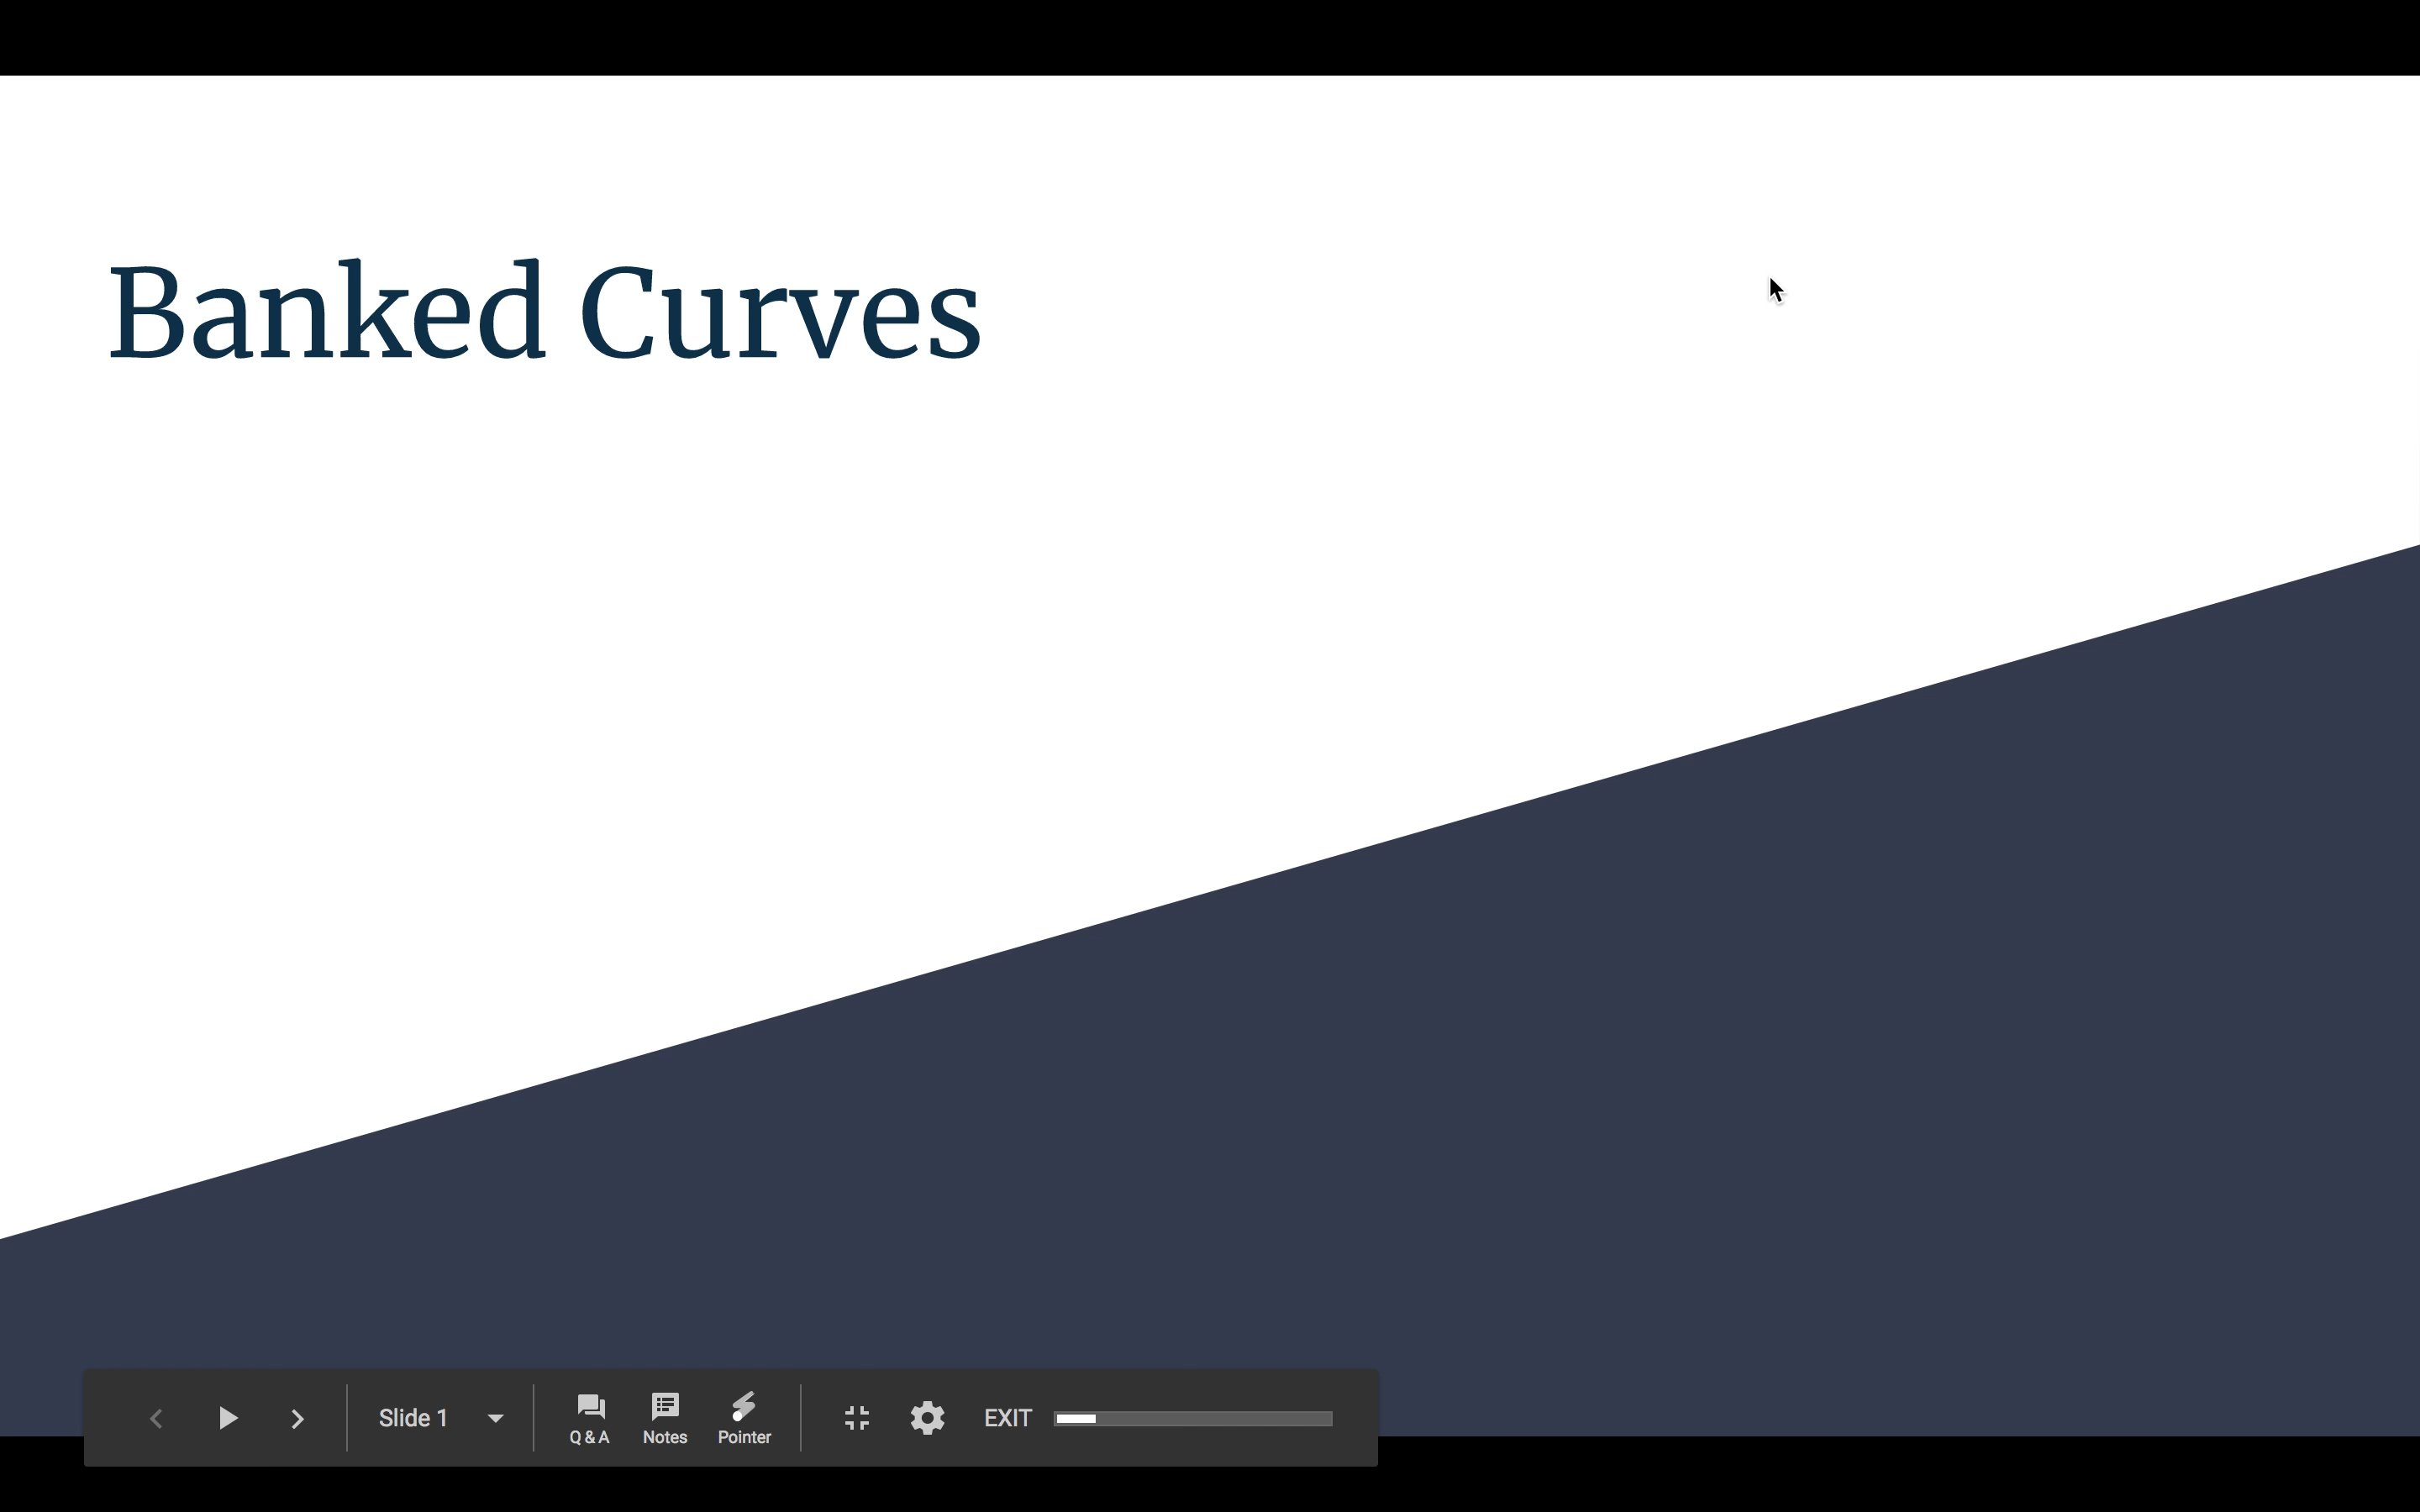 Banked Curves
Slide 1
Q & A
Notes
Pointer
EXIT